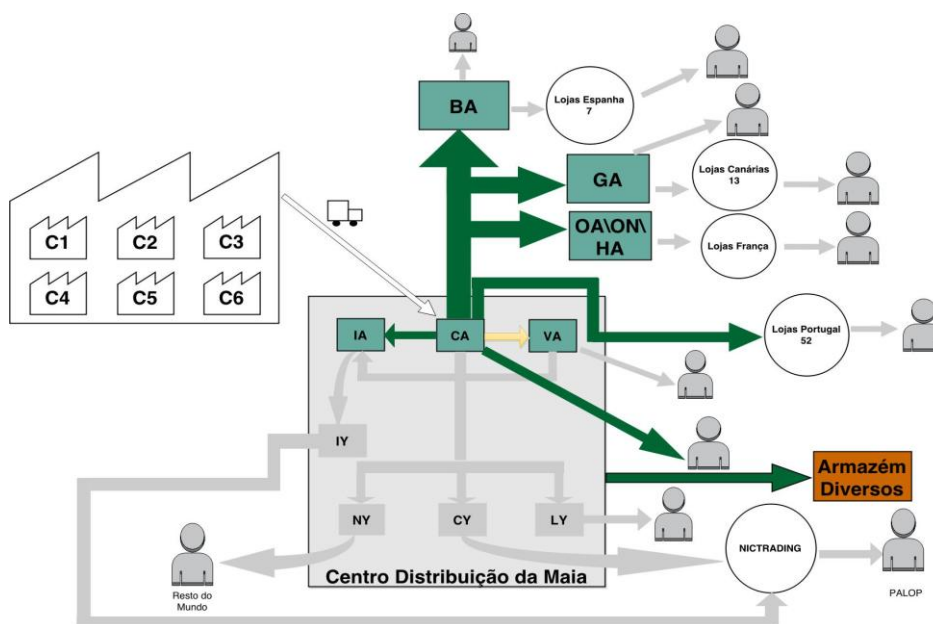 BA
Lojas Espanha
7
GA
Lojas Canárias
13
OA\ON\
HA
Lojas França
C1
C2
C3
C4
C5
C6
IA
CA
VA
Lojas Portugal
52
IY
Armazém
Diversos
NY
CY
LY
NICTRADING
Centro Distribuição da Maia
Resto do
Mundo
PALOP